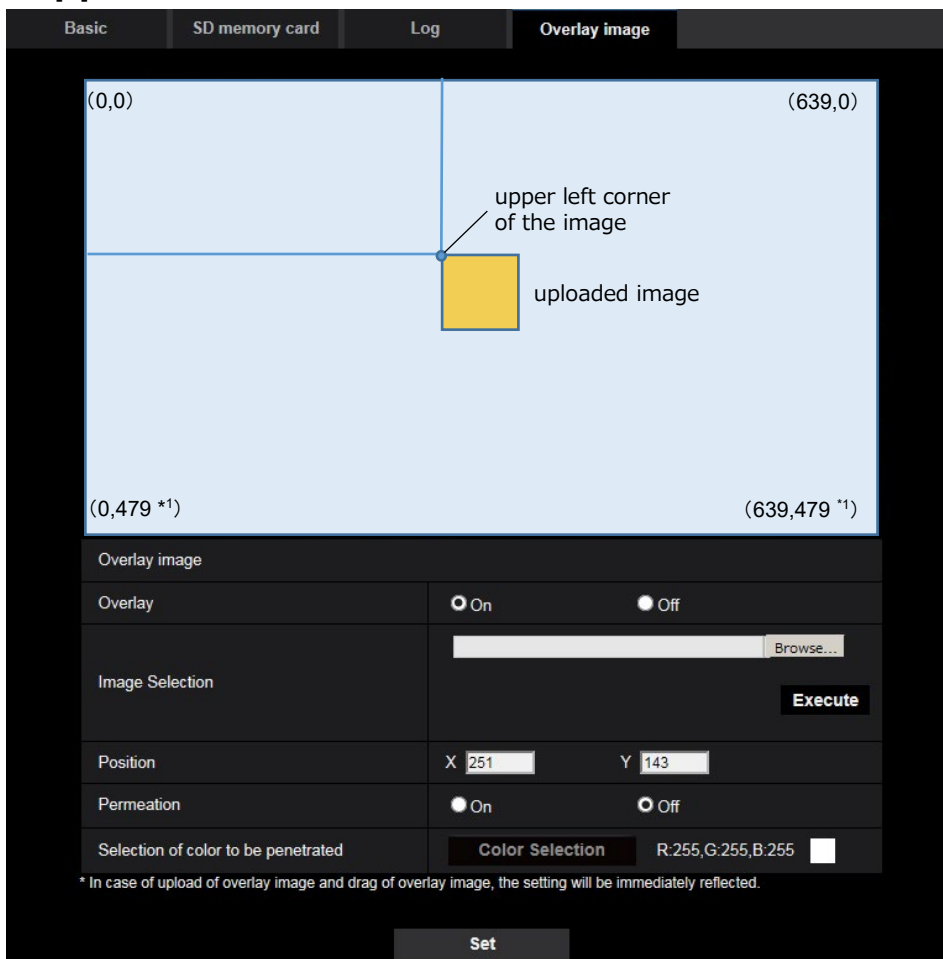 Basic SD memory card Log Overlay image
（0,0） （639,0）
upper left corner
of the image
uploaded image
（0,479 *1） （639,479 *1）
Overlay image
Overlay On Off
Browse...
Image Selection
Execute
Position X 251 Y 143
Permeation On Off
Selection of color to be penetrated Color Selection R:255,G:255,B:255
* In case of upload of overlay image and drag of overlay image, the setting will be immediately reflected.
Set